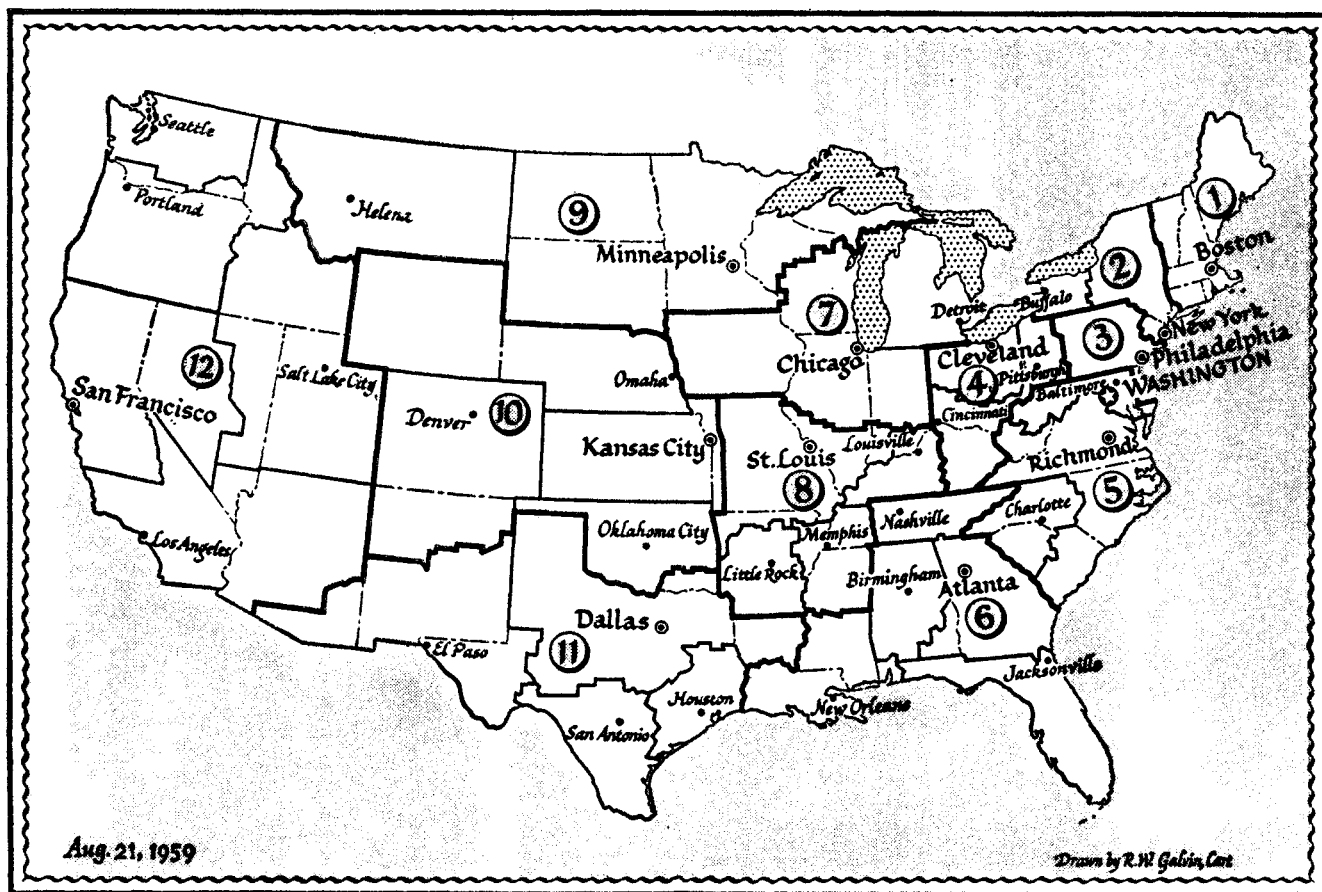 Seattle
Portland
Helena
9
Minneapolis
1
Boston
2
Detroit
Buffalo
7
Chicago
Cleveland
4
Pittsburgh
3
New York
Philadelphia
WASHINGTON
Baltimore
Cincinnati
12
San Francisco
Salt Lake City
Omaha
Denver
10
Kansas City
St. Louis
Louisville
8
Richmond
5
Los Angeles
Oklahoma City
Little Rock
Memphis
Nashville
Charlotte
Birmingham
Atlanta
6
Dallas
11
El Paso
Houston
San Antonio
New Orleans
Jacksonville
Aug. 21, 1959
Drawn by R.W. Galvin, Cart.